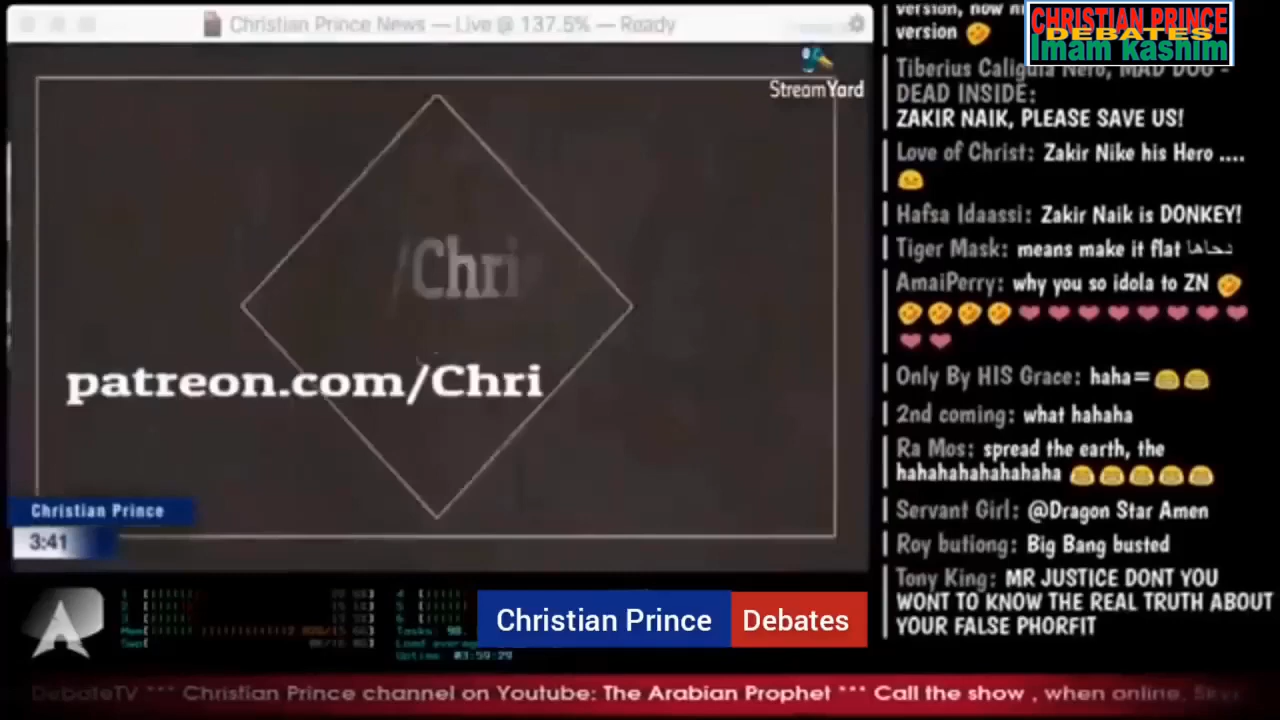 Christian Prince News — Live @ 137.5% — Ready
StreamYard
/Chri
patreon.com/Chri
Christian Prince
3:41
CHRISTIAN PRINCE
DEBATES
Imam Kashim
version
Tiberius Caligula Nero, MAD DOG -
DEAD INSIDE:
ZAKIR NAIK, PLEASE SAVE US!
Love of Christ: Zakir Nike his Hero ....
Hafsa Idaassi: Zakir Naik is DONKEY!
Tiger Mask: means make it flat دحاها
AmaiPerry: why you so idola to ZN
Only By HIS Grace: haha=
2nd coming: what hahaha
Ra Mos: spread the earth, the
hahahahahahahaha
Servant Girl: @Dragon Star Amen
Roy butiong: Big Bang busted
Tony King: MR JUSTICE DONT YOU
WONT TO KNOW THE REAL TRUTH ABOUT
YOUR FALSE PHORFIT
Christian Prince Debates
DebateTV *** Christian Prince channel on Youtube: The Arabian Prophet *** Call the show , when online,